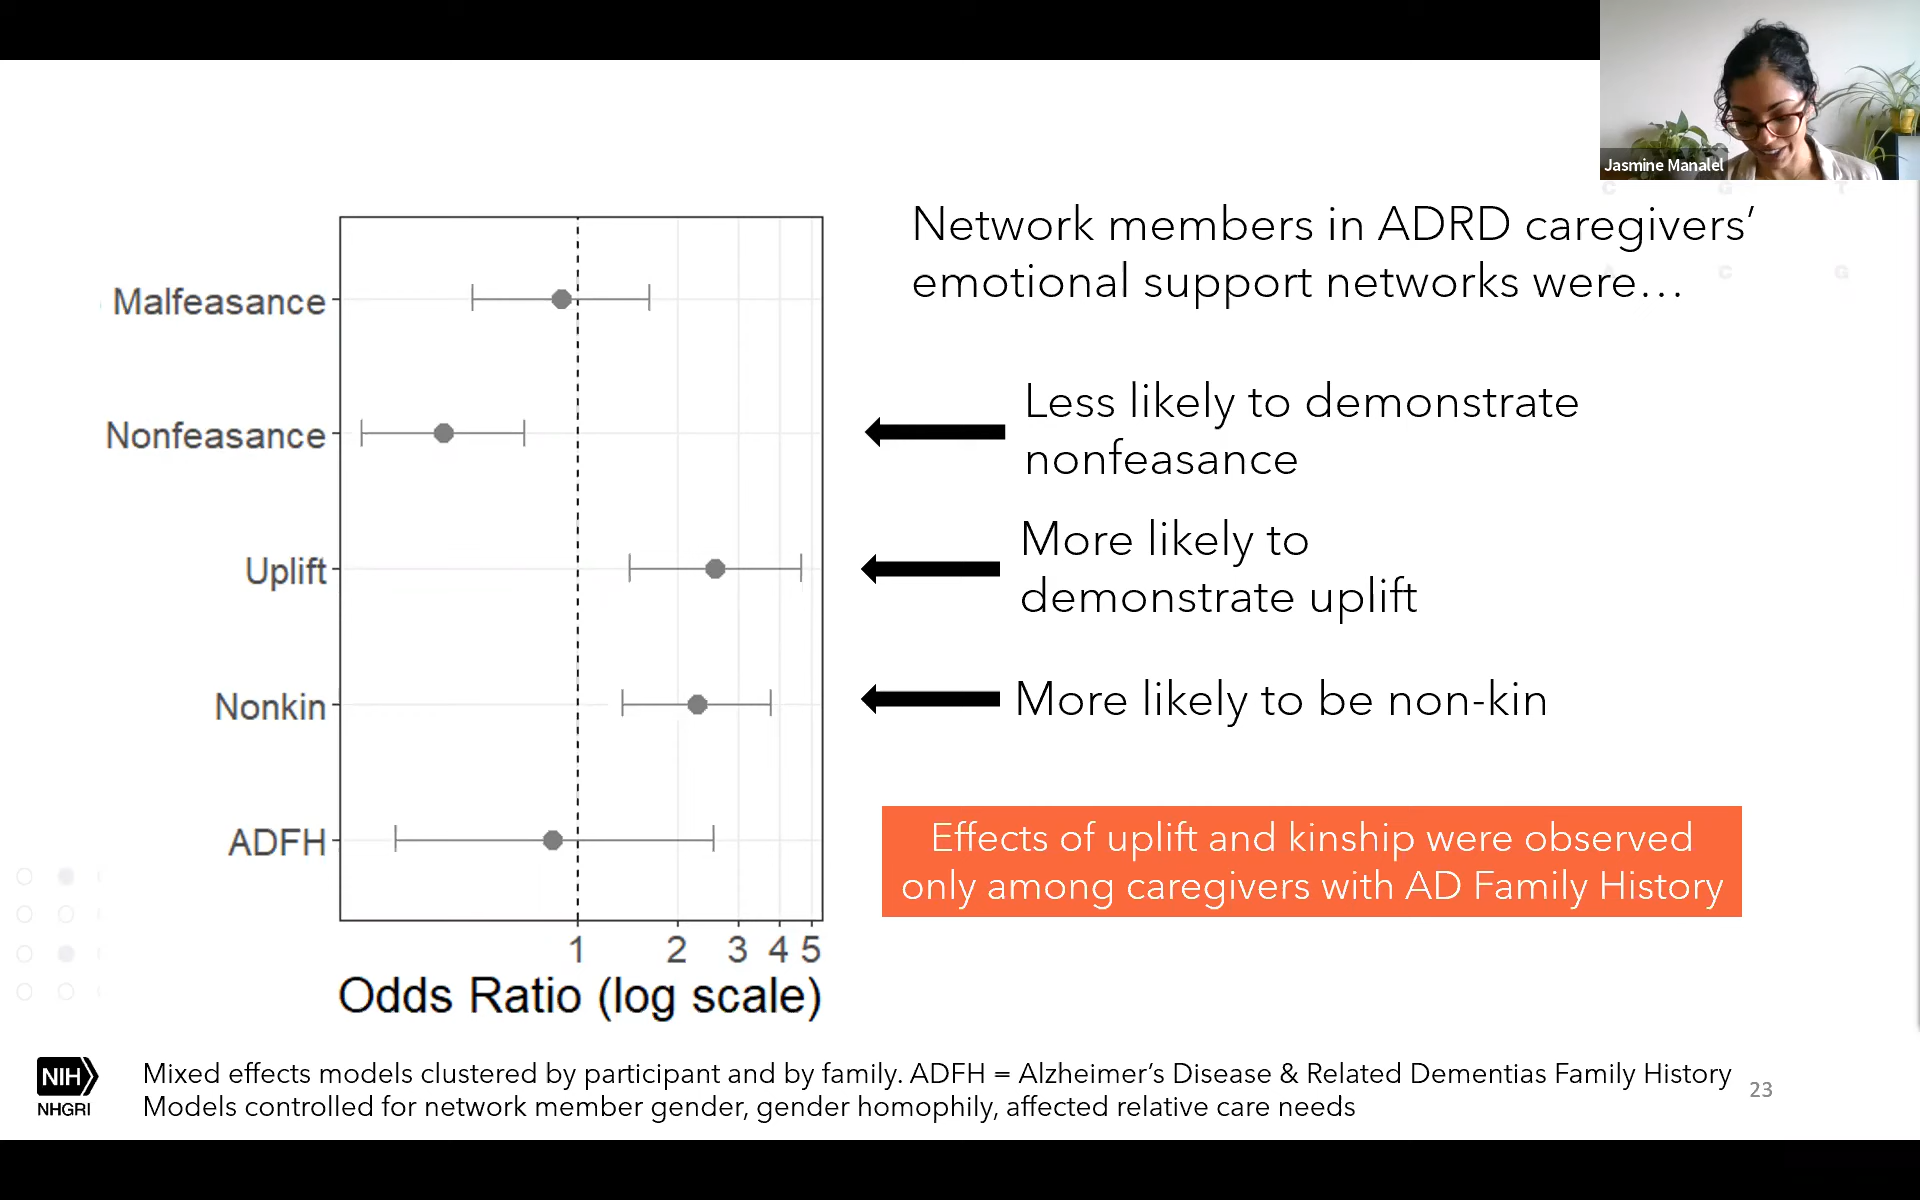 Jasmine Manalel
C G T
Network members in ADRD caregivers’
emotional support networks were…
C G
Malfeasance
Less likely to demonstrate
nonfeasance
Nonfeasance
More likely to
demonstrate uplift
Uplift
More likely to be non-kin
Nonkin
Effects of uplift and kinship were observed
only among caregivers with AD Family History
ADFH
1 2 3 4 5
Odds Ratio (log scale)
NIH
NHGRI
Mixed effects models clustered by participant and by family. ADFH = Alzheimer’s Disease & Related Dementias Family History
Models controlled for network member gender, gender homophily, affected relative care needs
23